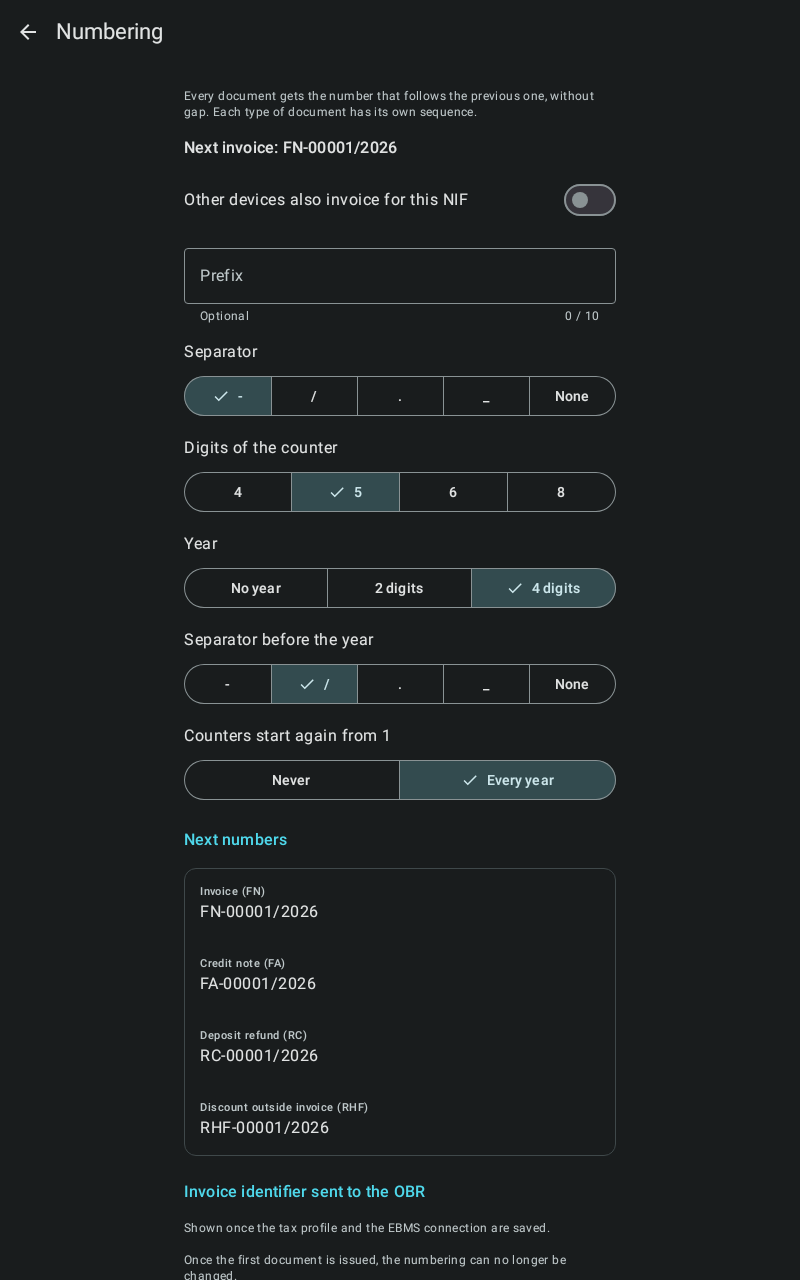 Numbering
Every document gets the number that follows the previous one, without
gap. Each type of document has its own sequence.
Next invoice: FN-00001/2026
Other devices also invoice for this NIF
Prefix
Optional 0 / 10
Separator
- / . _ None
Digits of the counter
4 5 6 8
Year
No year 2 digits 4 digits
Separator before the year
- / . _ None
Counters start again from 1
Never Every year
Next numbers
Invoice (FN)
FN-00001/2026
Credit note (FA)
FA-00001/2026
Deposit refund (RC)
RC-00001/2026
Discount outside invoice (RHF)
RHF-00001/2026
Invoice identifier sent to the OBR
Shown once the tax profile and the EBMS connection are saved.
Once the first document is issued, the numbering can no longer be
changed.